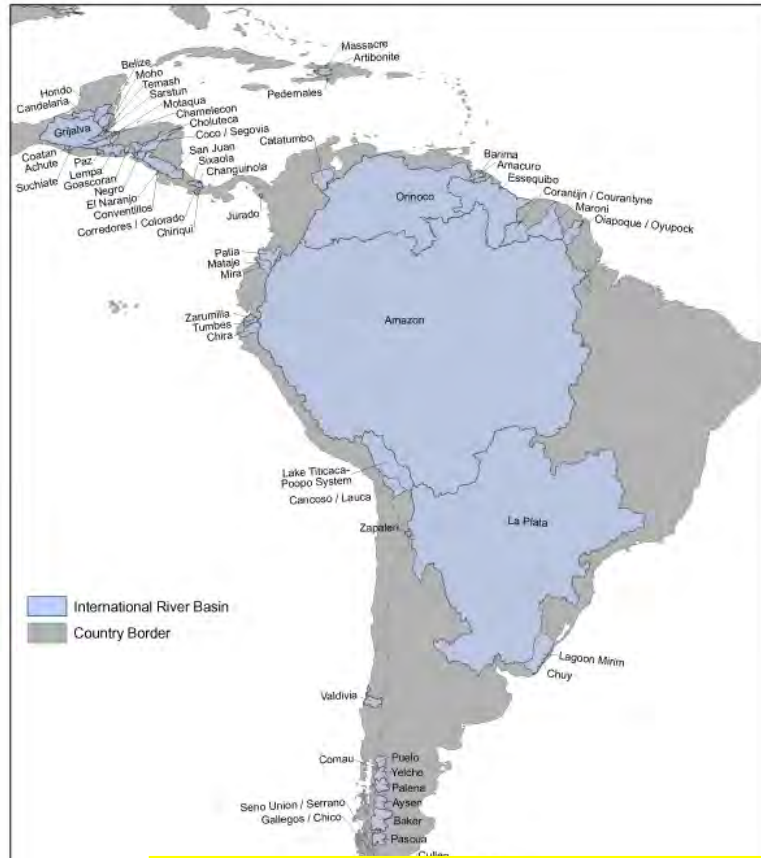 Massacre
Artibonite
Pedernales
Belize
Moho
Temash
Sarstun
Motaqua
Chamelecon
Choluteca
Coco / Segovia
Hondo
Candelaria
Grijalva
Coatan
Achute
Suchiate
Paz
Lempa
Goascoran
Negro
El Naranjo
Conventillos
Corredores / Colorado
Chiriqui
San Juan
Sixaola
Changuinola
Jurado
Catatumbo
Orinoco
Barima
Amacuro
Essequibo
Corantijn / Courantyne
Maroni
Oiapoque / Oyupock
Patia
Mataje
Mira
Zarumilla
Tumbes
Chira
Amazon
Lake Titicaca-
Poopo System
Cancoso / Lauca
Zapaleri
La Plata
International River Basin
Country Border
Lagoon Mirim
Chuy
Valdivia
Comau
Puelo
Yelcho
Palena
Aysen
Baker
Pascua
Seno Union / Serrano
Gallegos / Chico
Cullen